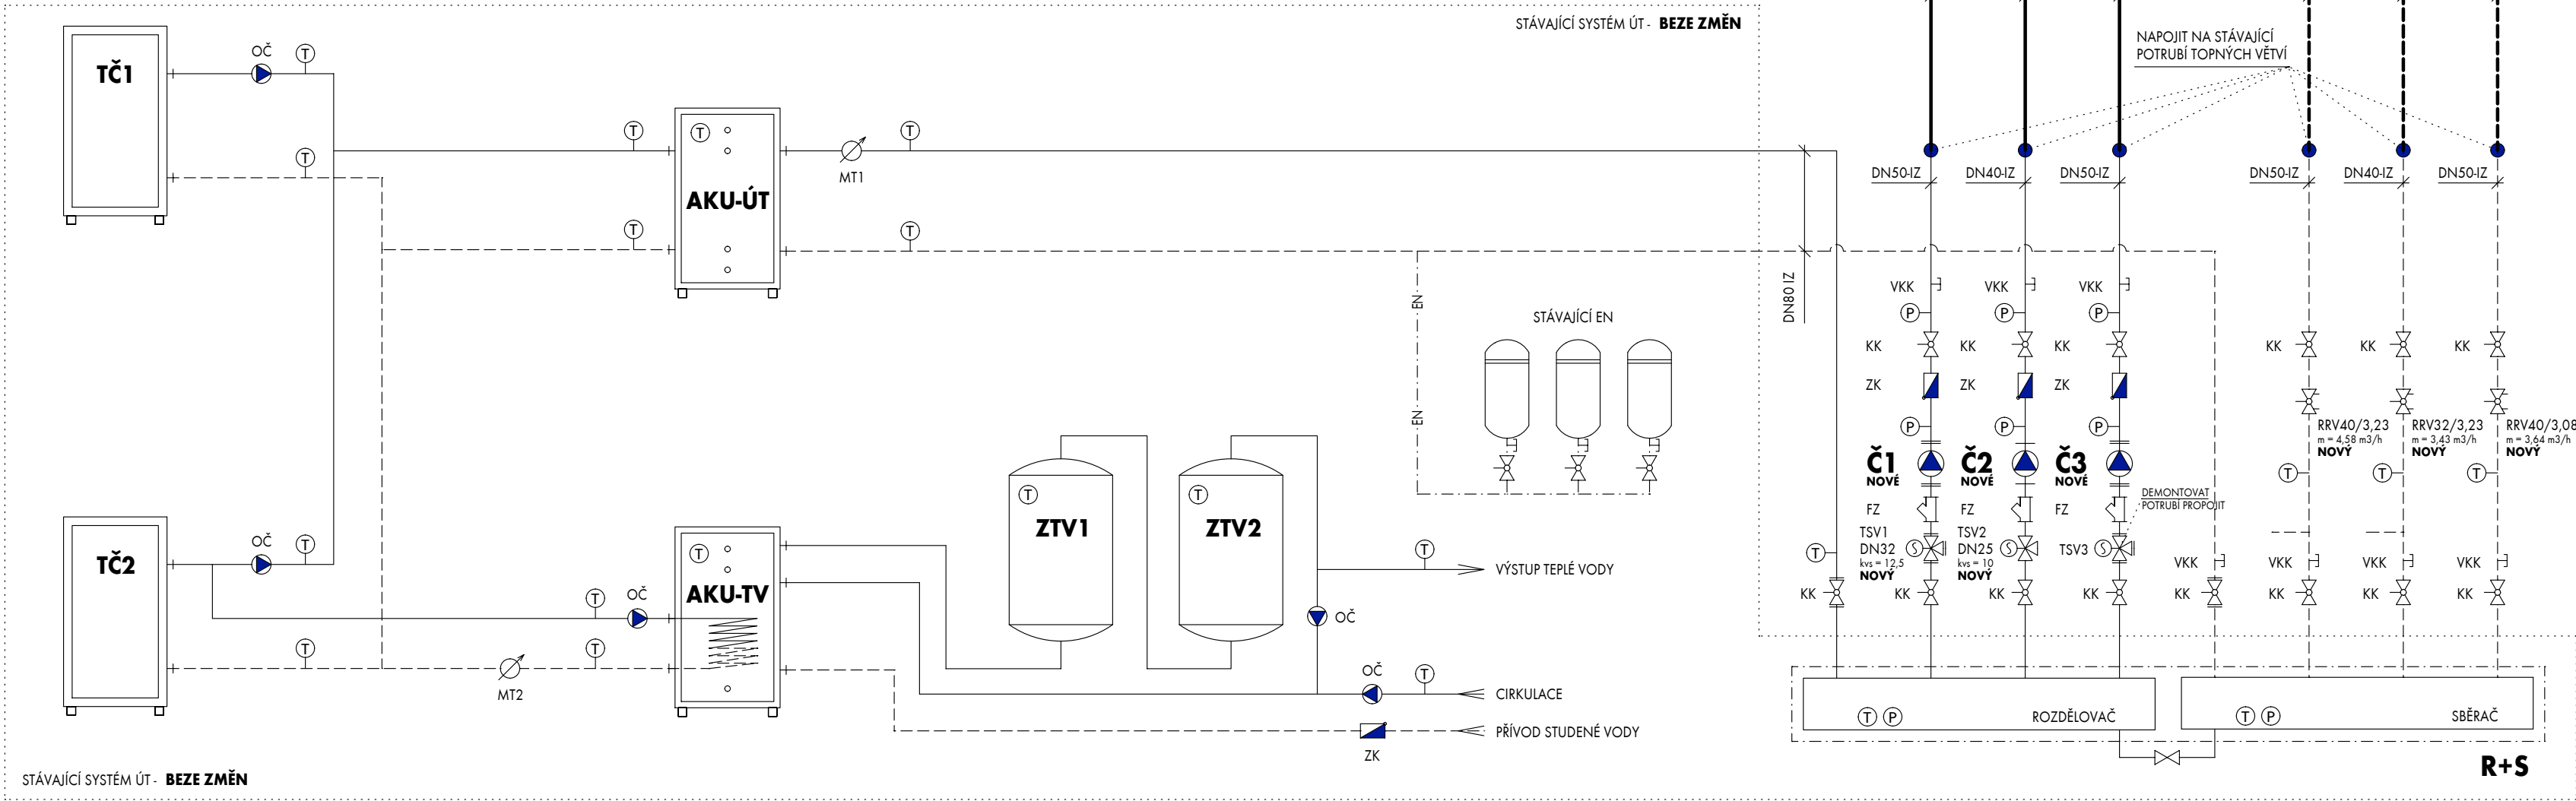 STÁVAJÍCÍ SYSTÉM ÚT - BEZE ZMĚN
NAPOJIT NA STÁVAJÍCÍ
POTRUBÍ TOPNÝCH VĚTVÍ
TČ1
OČ
T
T
T
T
AKU-ÚT
T
MT1
T
T
DN80 IZ
DN50-IZ
DN40-IZ
DN50-IZ
DN50-IZ
DN40-IZ
DN50-IZ
EN
EN
STÁVAJÍCÍ EN
VKK
VKK
VKK
P
P
P
KK
KK
KK
KK
KK
KK
ZK
ZK
ZK
P
P
P
RRV40/3,23
m = 4,58 m3/h
NOVÝ
RRV32/3,23
m = 3,43 m3/h
NOVÝ
RRV40/3,08
m = 3,64 m3/h
NOVÝ
Č1
NOVÉ
Č2
NOVÉ
Č3
NOVÉ
T
T
T
DEMONTOVAT
POTRUBÍ PROPOJIT
FZ
FZ
FZ
TSV1
DN32
kvs = 12,5
NOVÝ
S
TSV2
DN25
kvs = 10
NOVÝ
S
TSV3
S
T
VKK
VKK
VKK
VKK
KK
KK
KK
KK
KK
KK
KK
KK
TČ2
OČ
T
T
T
OČ
T
MT2
AKU-TV
T
ZTV1
T
ZTV2
T
T
VÝSTUP TEPLÉ VODY
OČ
OČ
T
CIRKULACE
ZK
PŘÍVOD STUDENÉ VODY
T P
ROZDĚLOVAČ
T P
SBĚRAČ
R+S
STÁVAJÍCÍ SYSTÉM ÚT - BEZE ZMĚN